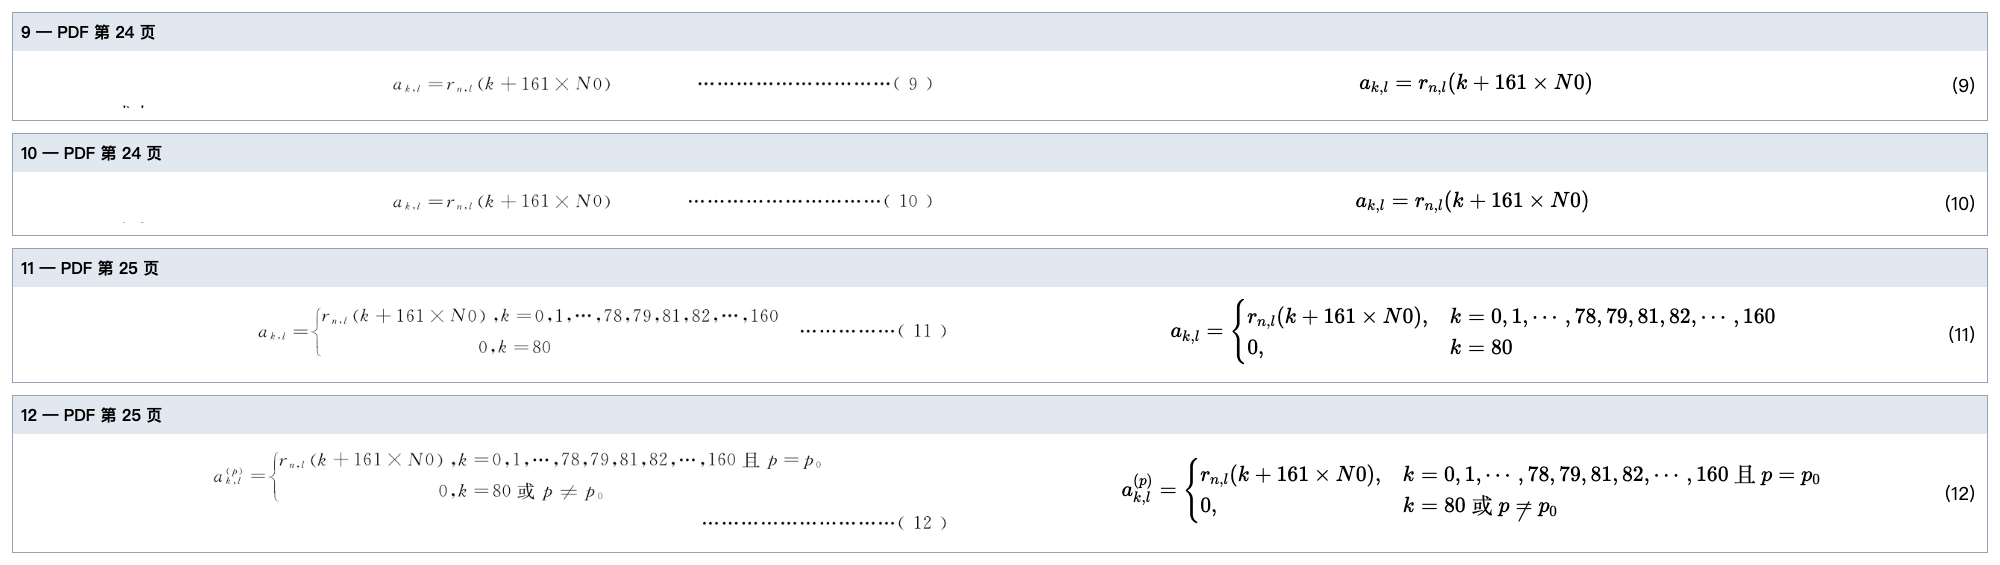 9 — PDF 第 24 页
a_{k,l} = r_{n,l}(k + 161 × N0) ……………………………( 9 ) a_{k,l} = r_{n,l}(k + 161 × N0) (9)
10 — PDF 第 24 页
a_{k,l} = r_{n,l}(k + 161 × N0) ……………………………( 10 ) a_{k,l} = r_{n,l}(k + 161 × N0) (10)
11 — PDF 第 25 页
a_{k,l} = { r_{n,l}(k + 161 × N0) ,k = 0,1,…,78,79,81,82,…,160 ……………( 11 ) a_{k,l} = { r_{n,l}(k + 161 × N0), k = 0, 1, ⋯ , 78, 79, 81, 82, ⋯ , 160 (11)
0,k = 80 0, k = 80
12 — PDF 第 25 页
a_{k,l}^{(p)} = { r_{n,l}(k + 161 × N0) ,k = 0,1,…,78,79,81,82,…,160 且 p = p_0 a_{k,l}^{(p)} = { r_{n,l}(k + 161 × N0), k = 0, 1, ⋯ , 78, 79, 81, 82, ⋯ , 160 且 p = p_0 (12)
0,k = 80 或 p ≠ p_0 0, k = 80 或 p ≠ p_0
……………………………( 12 )